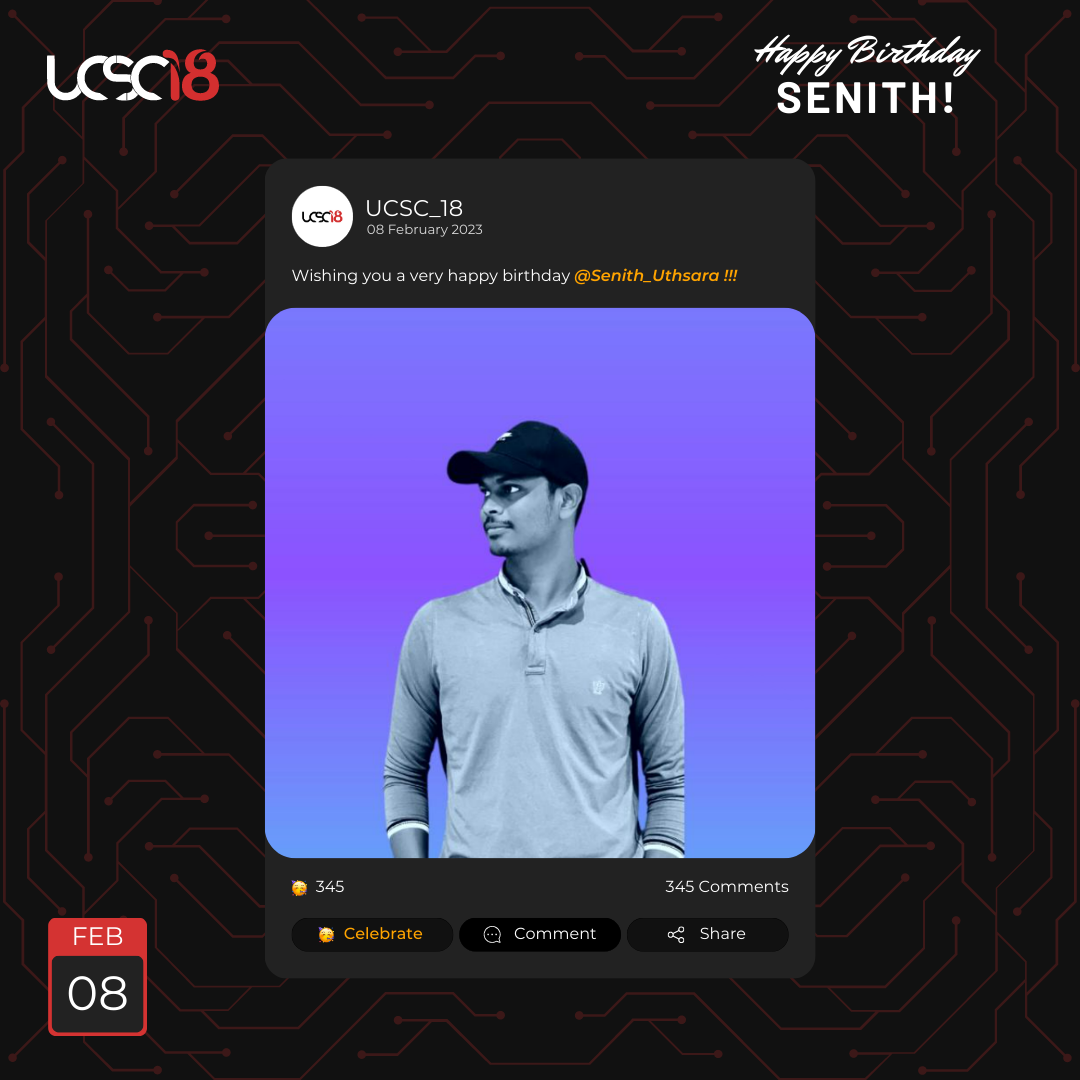 UCSC18
Happy Birthday
SENITH!
UCSC18
UCSC_18
08 February 2023
Wishing you a very happy birthday @Senith_Uthsara !!!
345
345 Comments
Celebrate
Comment
Share
FEB
08